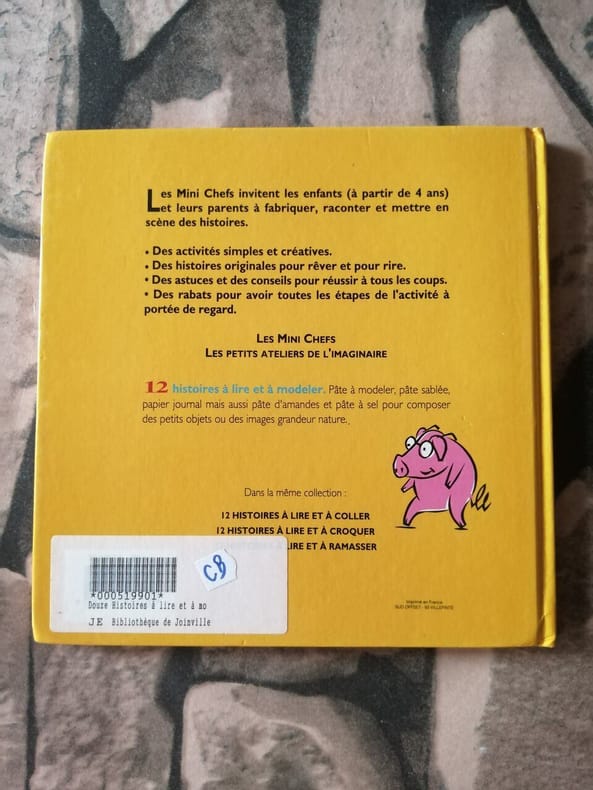 Les Mini Chefs invitent les enfants (à partir de 4 ans)
et leurs parents à fabriquer, raconter et mettre en
scène des histoires.
• Des activités simples et créatives.
• Des histoires originales pour rêver et pour rire.
• Des astuces et des conseils pour réussir à tous les coups.
• Des rabats pour avoir toutes les étapes de l'activité à
portée de regard.
LES MINI CHEFS
LES PETITS ATELIERS DE L'IMAGINAIRE
12 histoires à lire et à modeler. Pâte à modeler, pâte sablée,
papier journal mais aussi pâte d'amandes et pâte à sel pour composer
des petits objets ou des images grandeur nature.
Dans la même collection :
12 HISTOIRES À LIRE ET À COLLER
12 HISTOIRES À LIRE ET À CROQUER
HISTOIRES À LIRE ET À RAMASSER
C8
*000519901*
Douze Histoires à lire et à mo
JE Bibliothèque de Joinville
Imprimé en France
SUD OFFSET - 93 VILLEPINTE